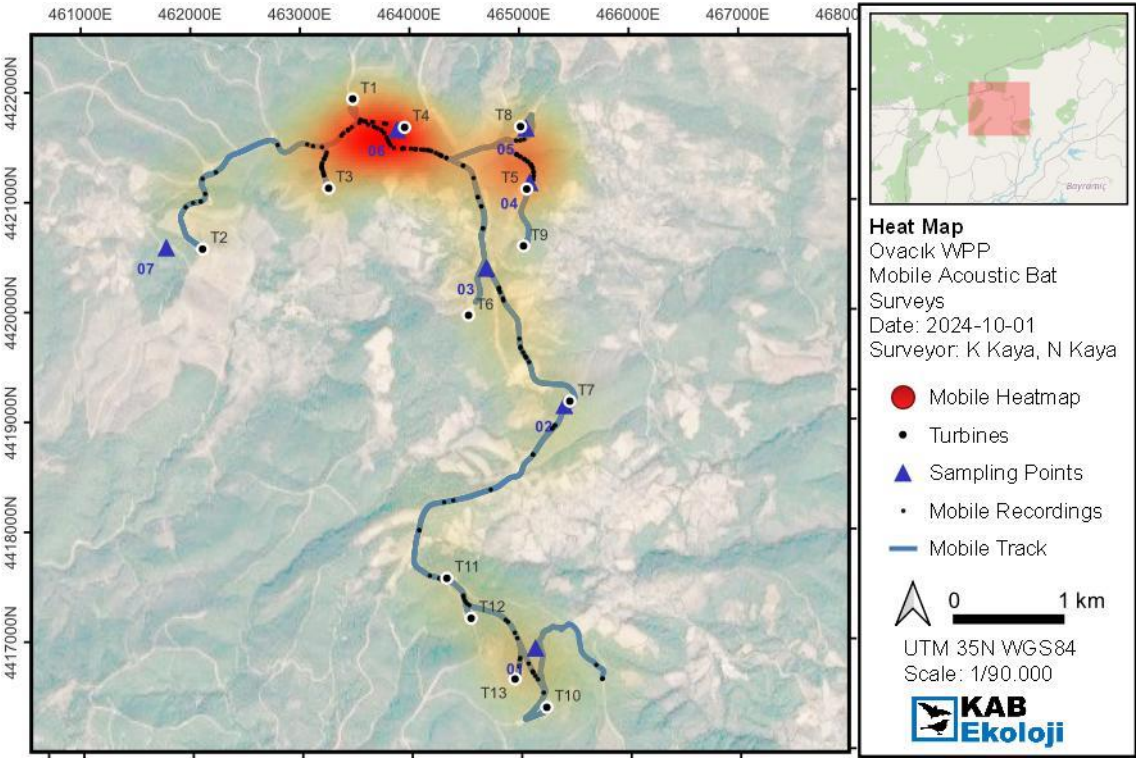 461000E 462000E 463000E 464000E 465000E 466000E 467000E 46800
4422000N
4421000N
4420000N
4419000N
4418000N
4417000N
T1
T4
T8
06
05
T3
T5
04
T2
T9
07
03
T6
T7
02
T11
T12
01
T13
T10
Bayramiç
Heat Map
Ovacık WPP
Mobile Acoustic Bat
Surveys
Date: 2024-10-01
Surveyor: K Kaya, N Kaya
Mobile Heatmap
Turbines
Sampling Points
Mobile Recordings
Mobile Track
0 1 km
UTM 35N WGS84
Scale: 1/90.000
KAB
Ekoloji